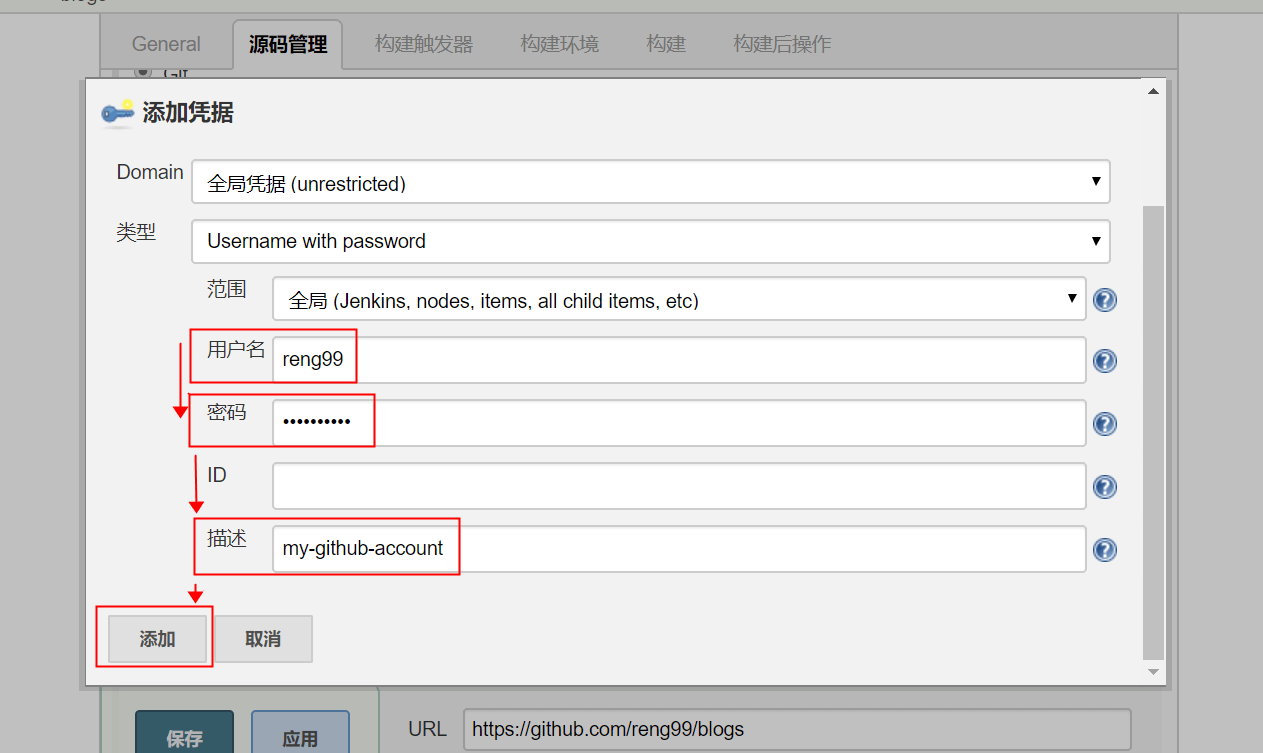 blogs
General 源码管理 构建触发器 构建环境 构建 构建后操作
Git
添加凭据
Domain 全局凭据 (unrestricted)
类型 Username with password
范围 全局 (Jenkins, nodes, items, all child items, etc)
用户名 reng99
密码 ••••••••••
ID
描述 my-github-account
添加 取消
保存 应用 URL https://github.com/reng99/blogs